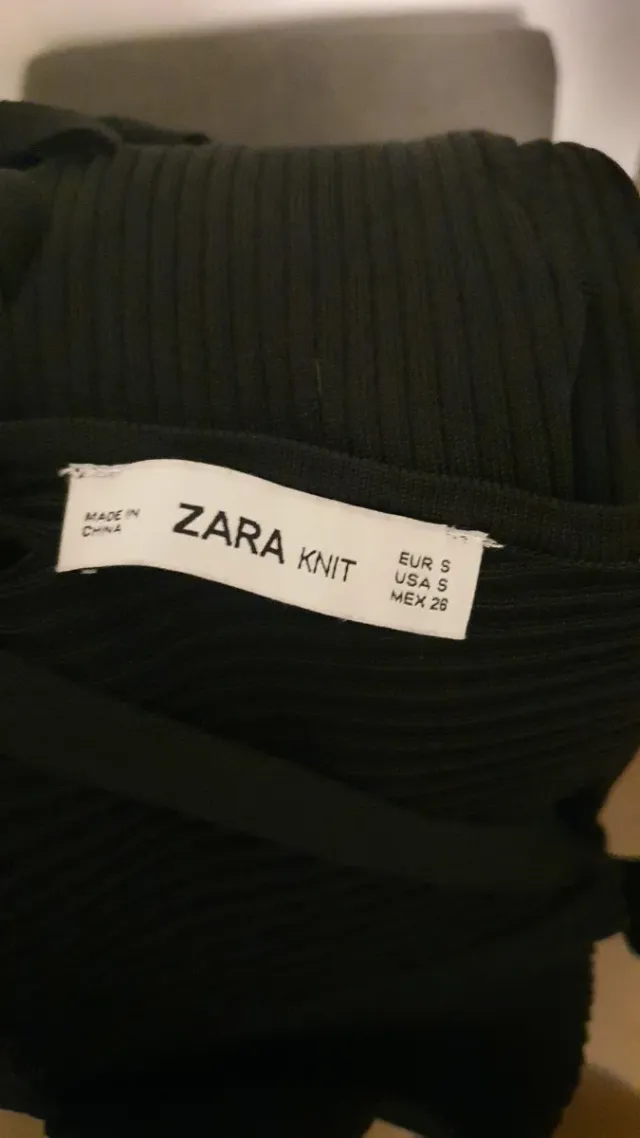 MADE IN
CHINA
ZARA KNIT
EUR S
USA S
MEX 26